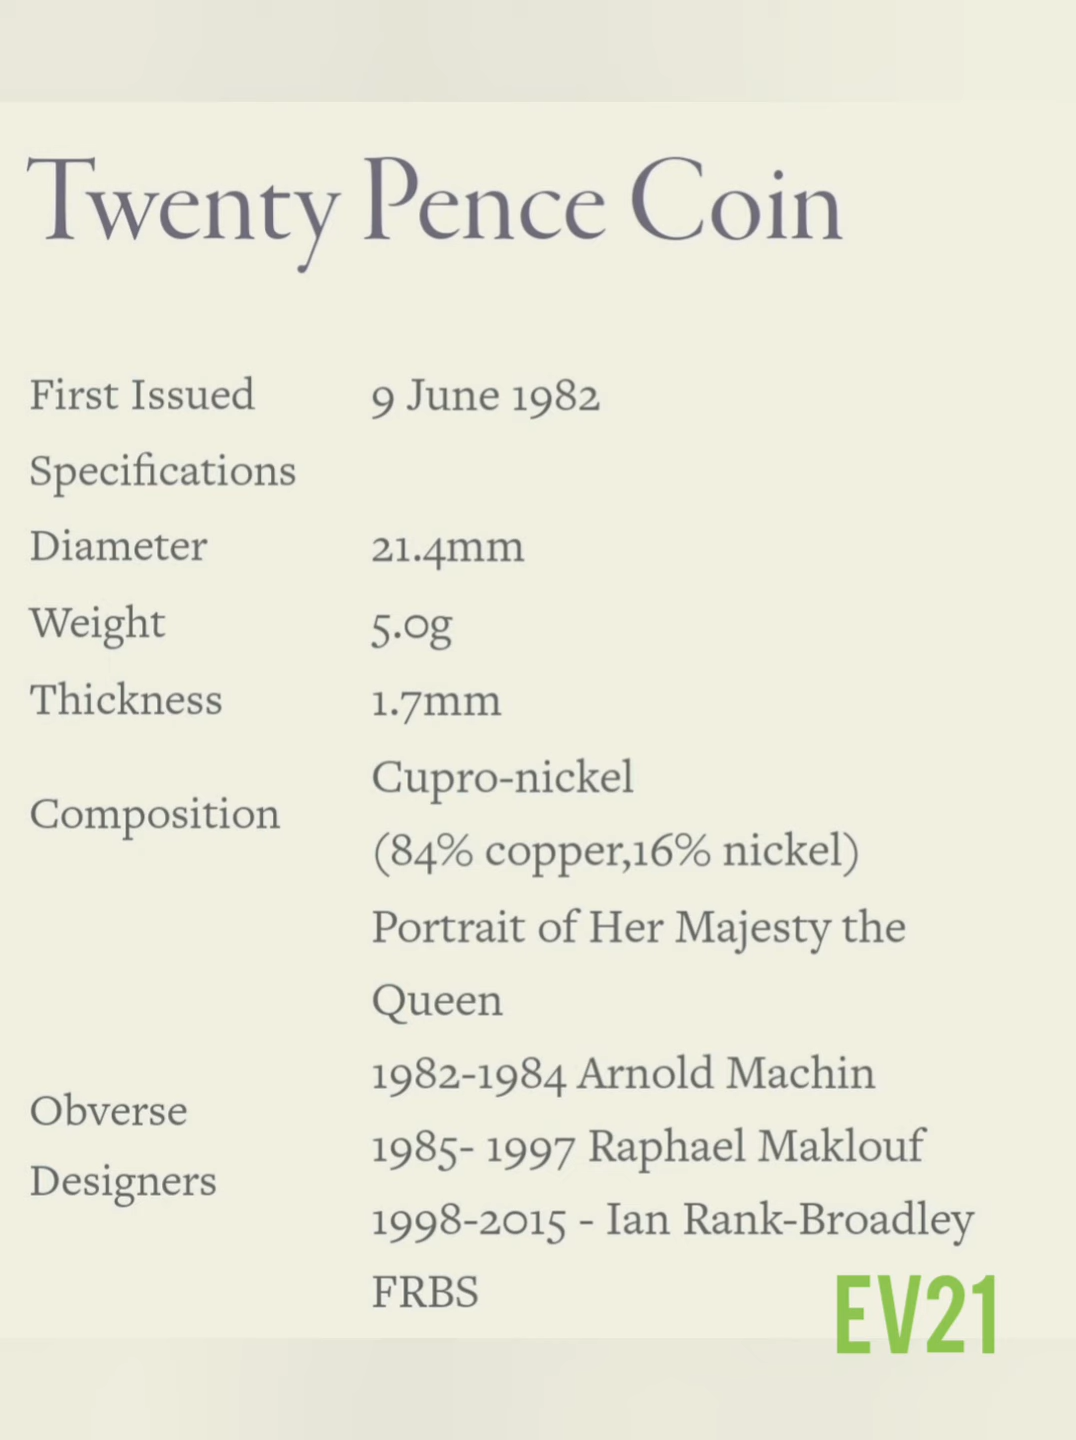 Twenty Pence Coin
First Issued 9 June 1982
Specifications
Diameter 21.4mm
Weight 5.0g
Thickness 1.7mm
Composition Cupro-nickel
(84% copper,16% nickel)
Obverse Designers
Portrait of Her Majesty the
Queen
1982-1984 Arnold Machin
1985- 1997 Raphael Maklouf
1998-2015 - Ian Rank-Broadley
FRBS
EV21